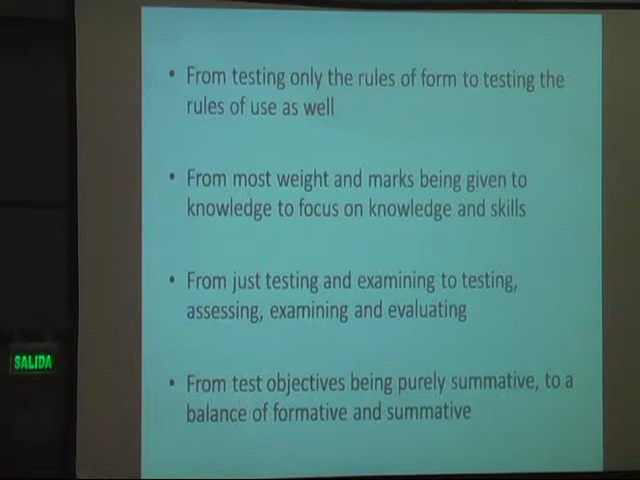 • From testing only the rules of form to testing the
rules of use as well
• From most weight and marks being given to
knowledge to focus on knowledge and skills
• From just testing and examining to testing,
assessing, examining and evaluating
• From test objectives being purely summative, to a
balance of formative and summative
SALIDA